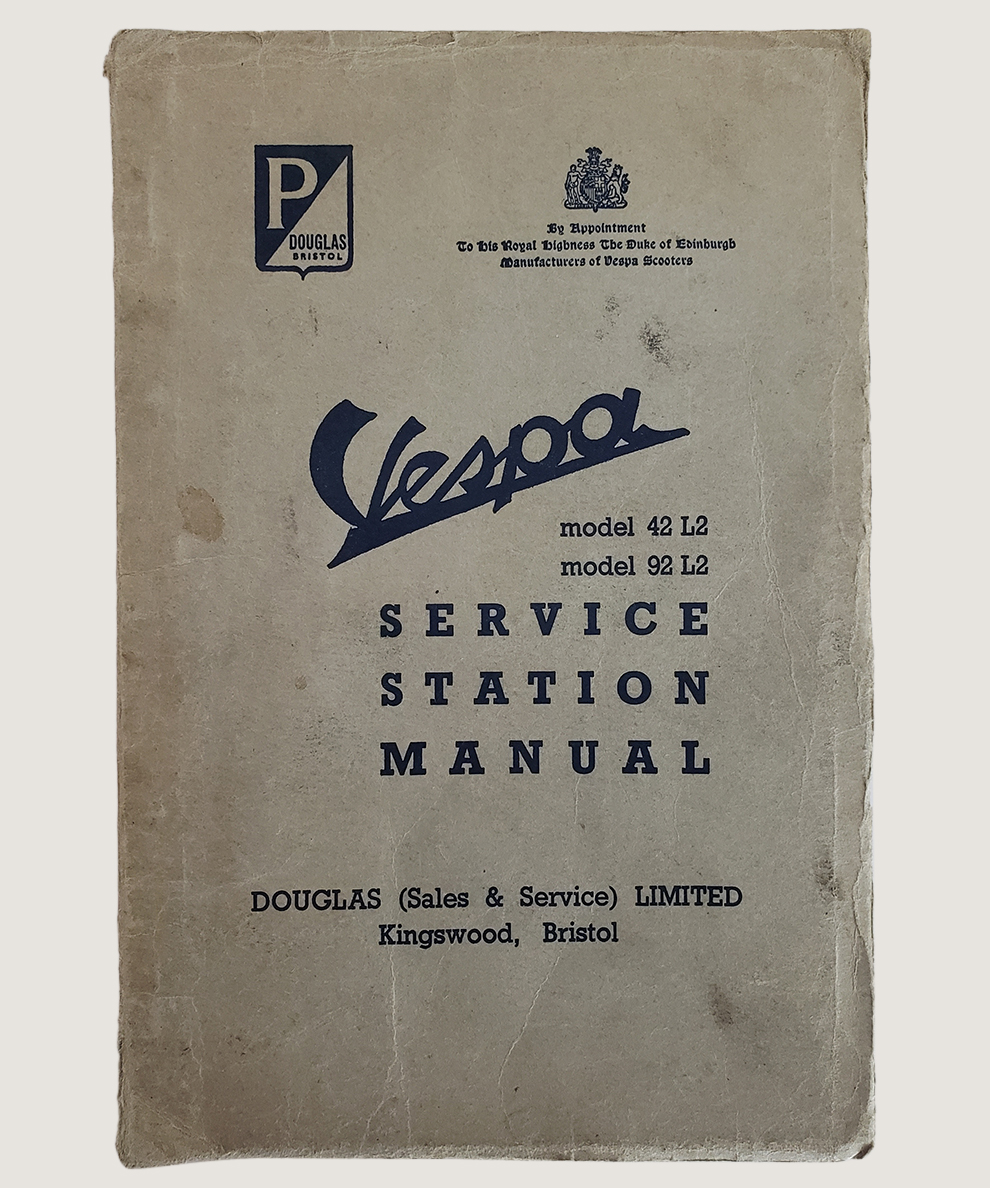 P
DOUGLAS
BRISTOL
By Appointment
To His Royal Highness The Duke of Edinburgh
Manufacturers of Vespa Scooters
Vespa
model 42 L2
model 92 L2
SERVICE
STATION
MANUAL
DOUGLAS (Sales & Service) LIMITED
Kingswood, Bristol